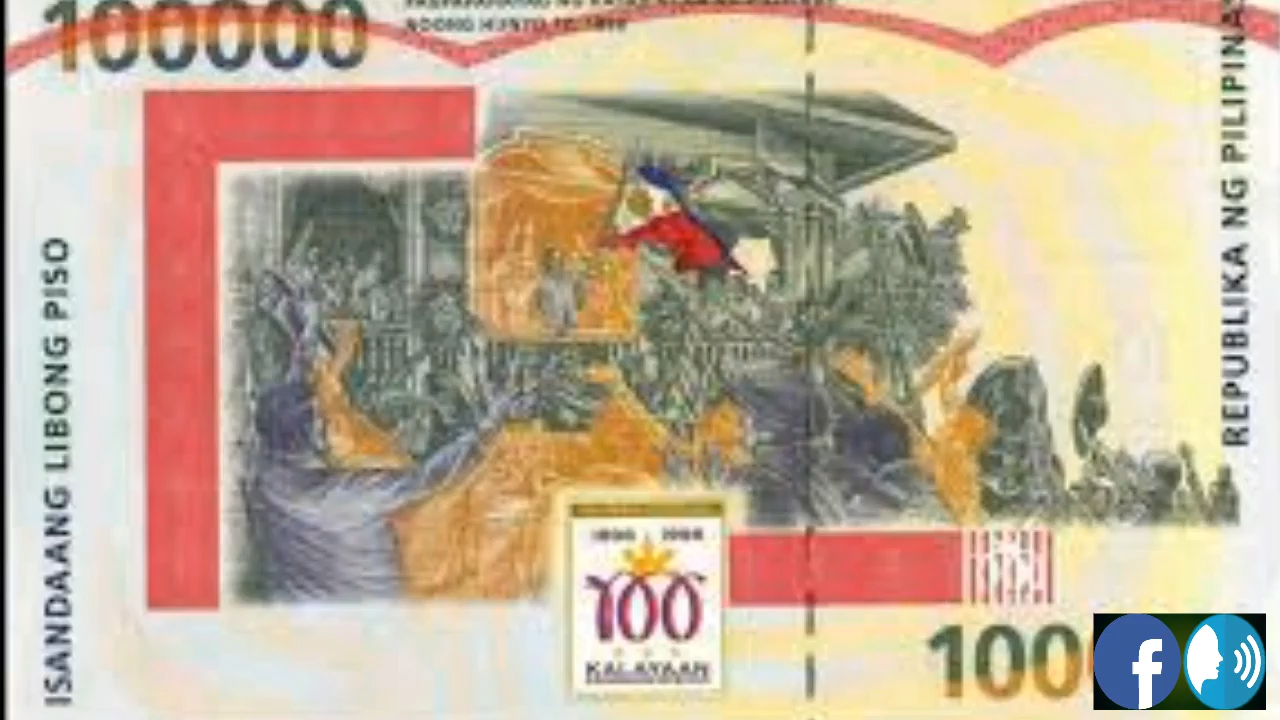 100000
ISANDAANG LIBONG PISO
REPUBLIKA NG PILIPINAS
1898 1998
100
KALAYAAN
100
f